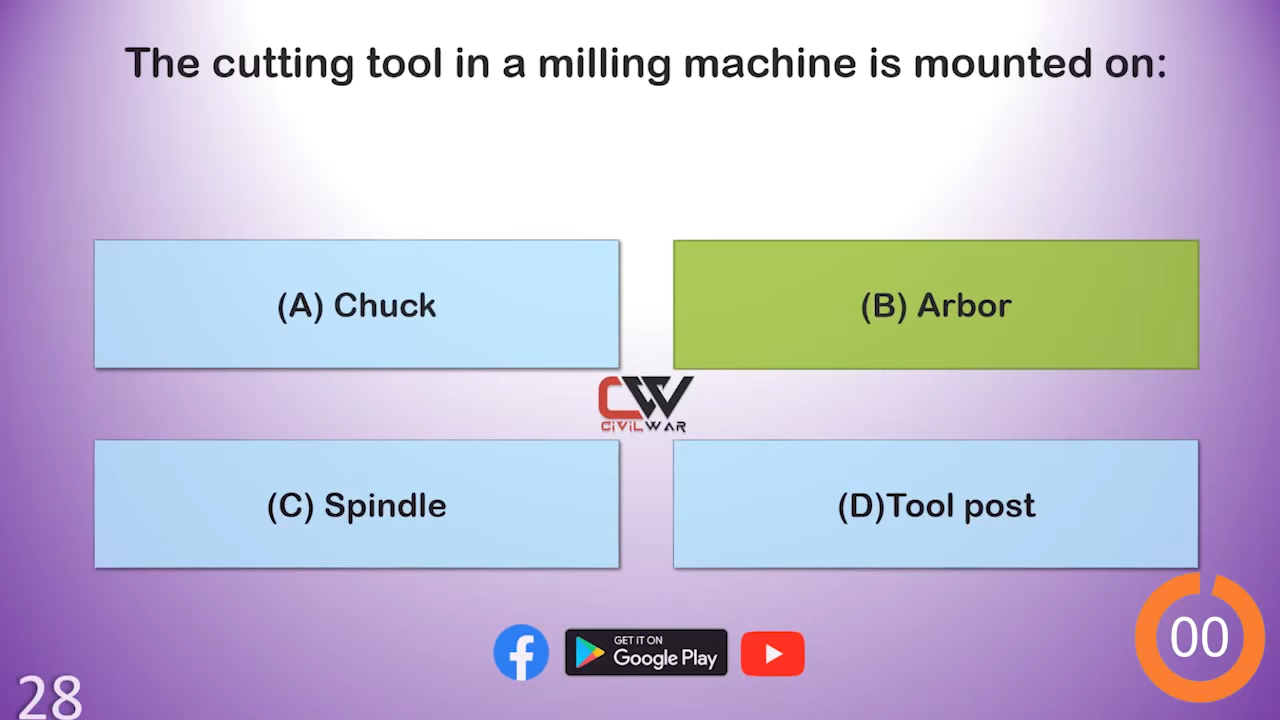 The cutting tool in a milling machine is mounted on:
(A) Chuck
(B) Arbor
CW
CiViLWAR
(C) Spindle
(D)Tool post
GET IT ON
Google Play
00
28